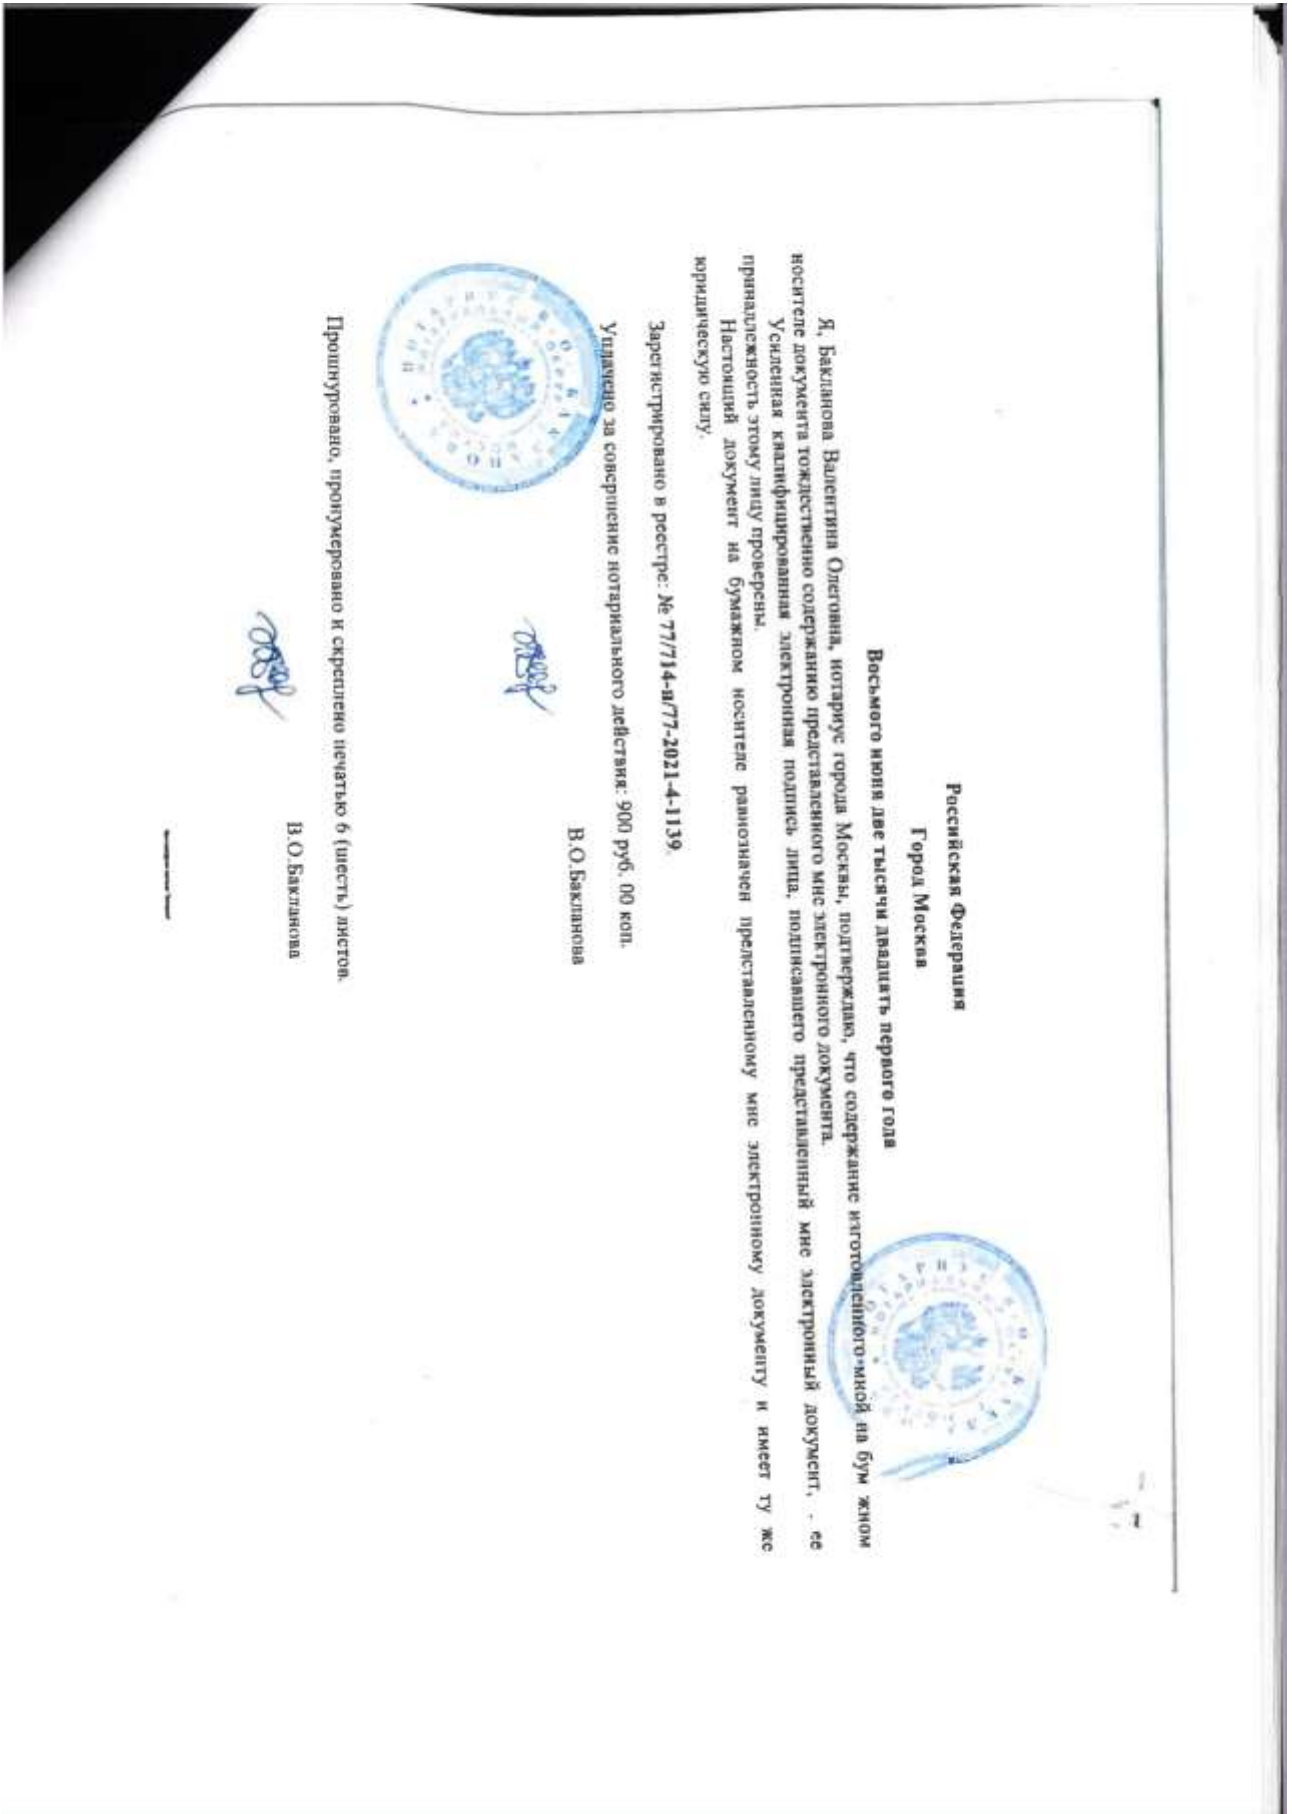 Российская Федерация
Город Москва
Восьмого июня две тысячи двадцать первого года
Я, Бакланова Валентина Олеговна, нотариус города Москвы, подтверждаю, что содержание изготовленного мной на бум жном
носителе документа тождественно содержанию представленного мне электронного документа.
Усиленная квалифицированная электронная подпись лица, подписавшего представленный мне электронный документ, . ее
принадлежность этому лицу проверены.
Настоящий документ на бумажном носителе равнозначен представленному мне электронному документу и имеет ту же
юридическую силу.
Зарегистрировано в реестре: № 77/714-н/77-2021-4-1139.
Уплачено за совершение нотариального действия: 900 руб. 00 коп.
В.О.Бакланова
Прошнуровано, пронумеровано и скреплено печатью 6 (шесть) листов.
В.О.Бакланова